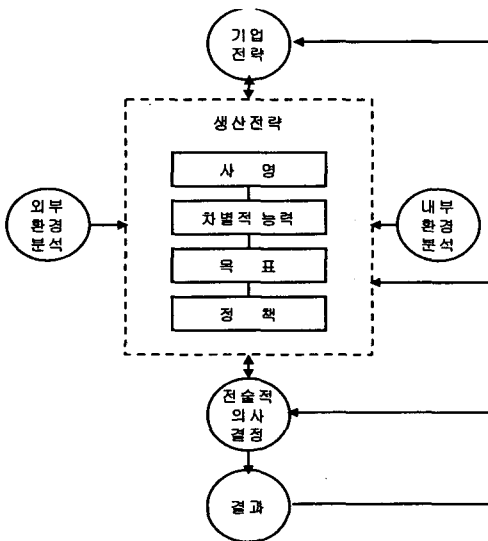 기업
전략
생산전략
사 명
차별적능력
목 표
정 책
외부
환경
분석
내부
환경
분석
전술적
의사
결정
결과